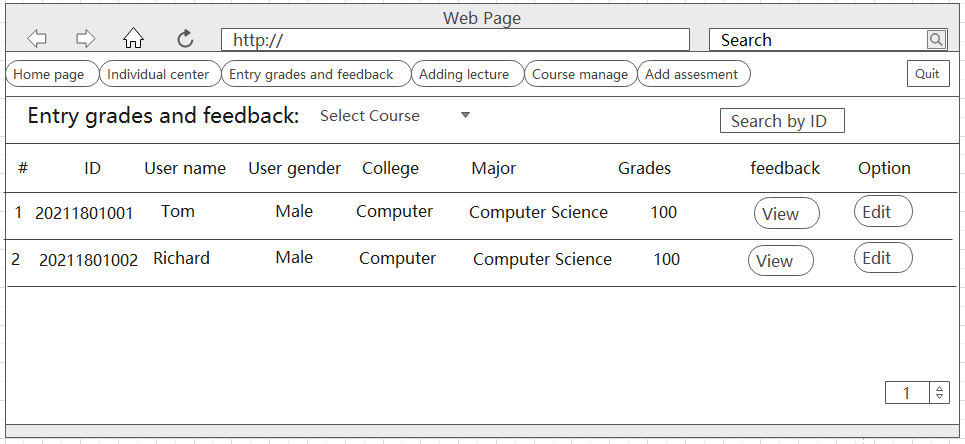 Web Page
http:// Search
Home page Individual center Entry grades and feedback Adding lecture Course manage Add assesment Quit
Entry grades and feedback: Select Course Search by ID
# ID User name User gender College Major Grades feedback Option
1 20211801001 Tom Male Computer Computer Science 100 View Edit
2 20211801002 Richard Male Computer Computer Science 100 View Edit
1